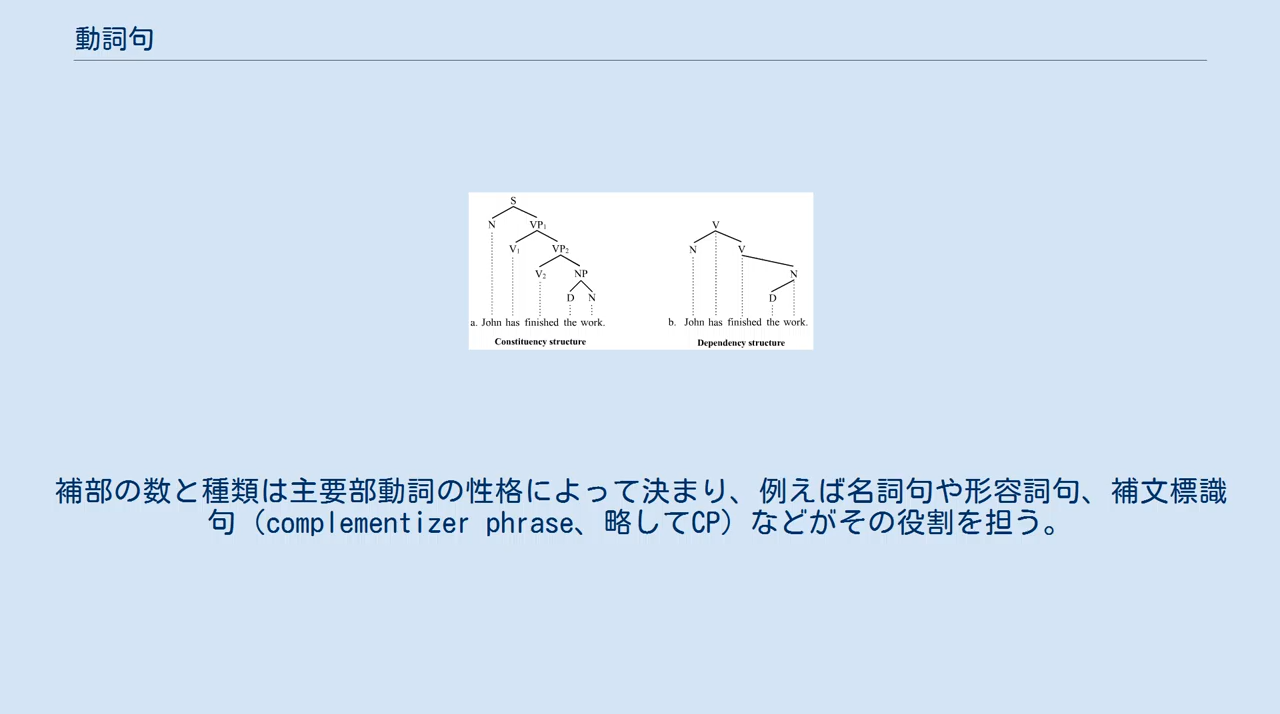 動詞句
S
N VP₁
V₁ VP₂
V₂ NP
D N
a. John has finished the work.
Constituency structure
V
N V
N
D
b. John has finished the work.
Dependency structure
補部の数と種類は主要部動詞の性格によって決まり、例えば名詞句や形容詞句、補文標識
句（complementizer phrase、略してCP）などがその役割を担う。